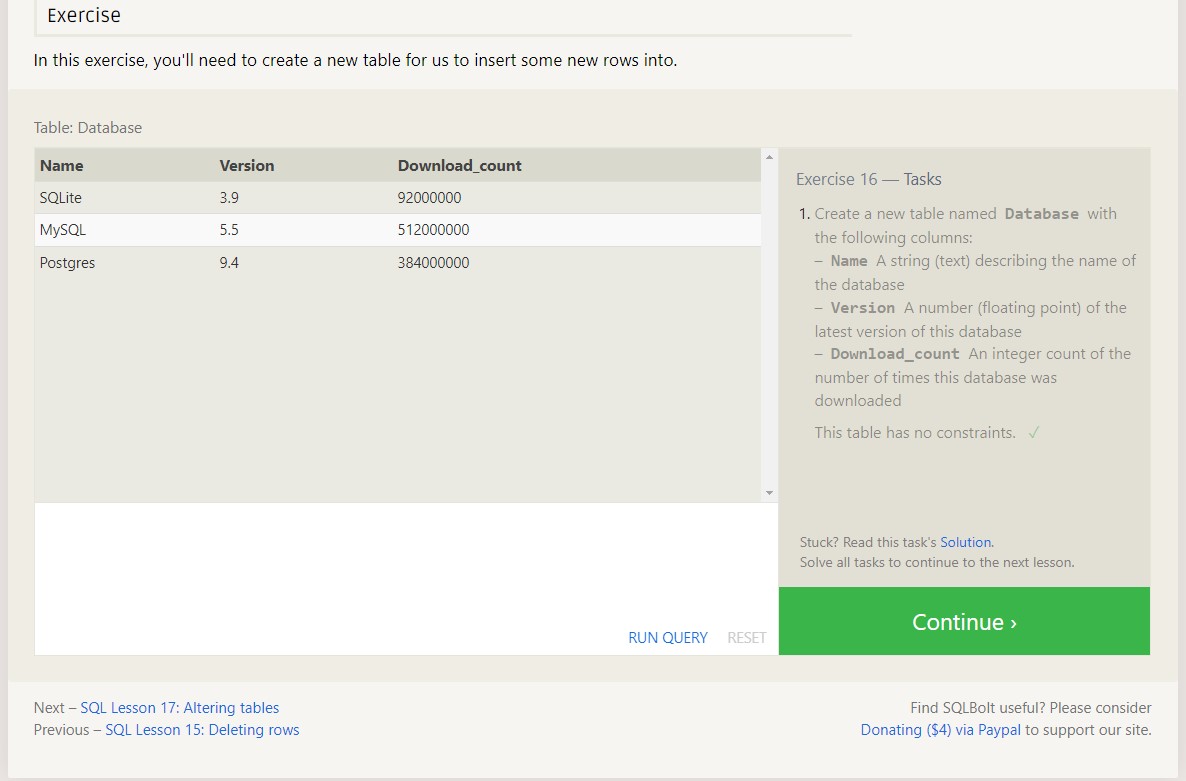 Exercise
In this exercise, you'll need to create a new table for us to insert some new rows into.
Table: Database
Name Version Download_count
SQLite 3.9 92000000
MySQL 5.5 512000000
Postgres 9.4 384000000
RUN QUERY RESET
Exercise 16 — Tasks
1. Create a new table named Database with
the following columns:
– Name A string (text) describing the name of
the database
– Version A number (floating point) of the
latest version of this database
– Download_count An integer count of the
number of times this database was
downloaded
This table has no constraints. ✓
Stuck? Read this task's Solution.
Solve all tasks to continue to the next lesson.
Continue ›
Next – SQL Lesson 17: Altering tables
Previous – SQL Lesson 15: Deleting rows
Find SQLBolt useful? Please consider
Donating ($4) via Paypal to support our site.